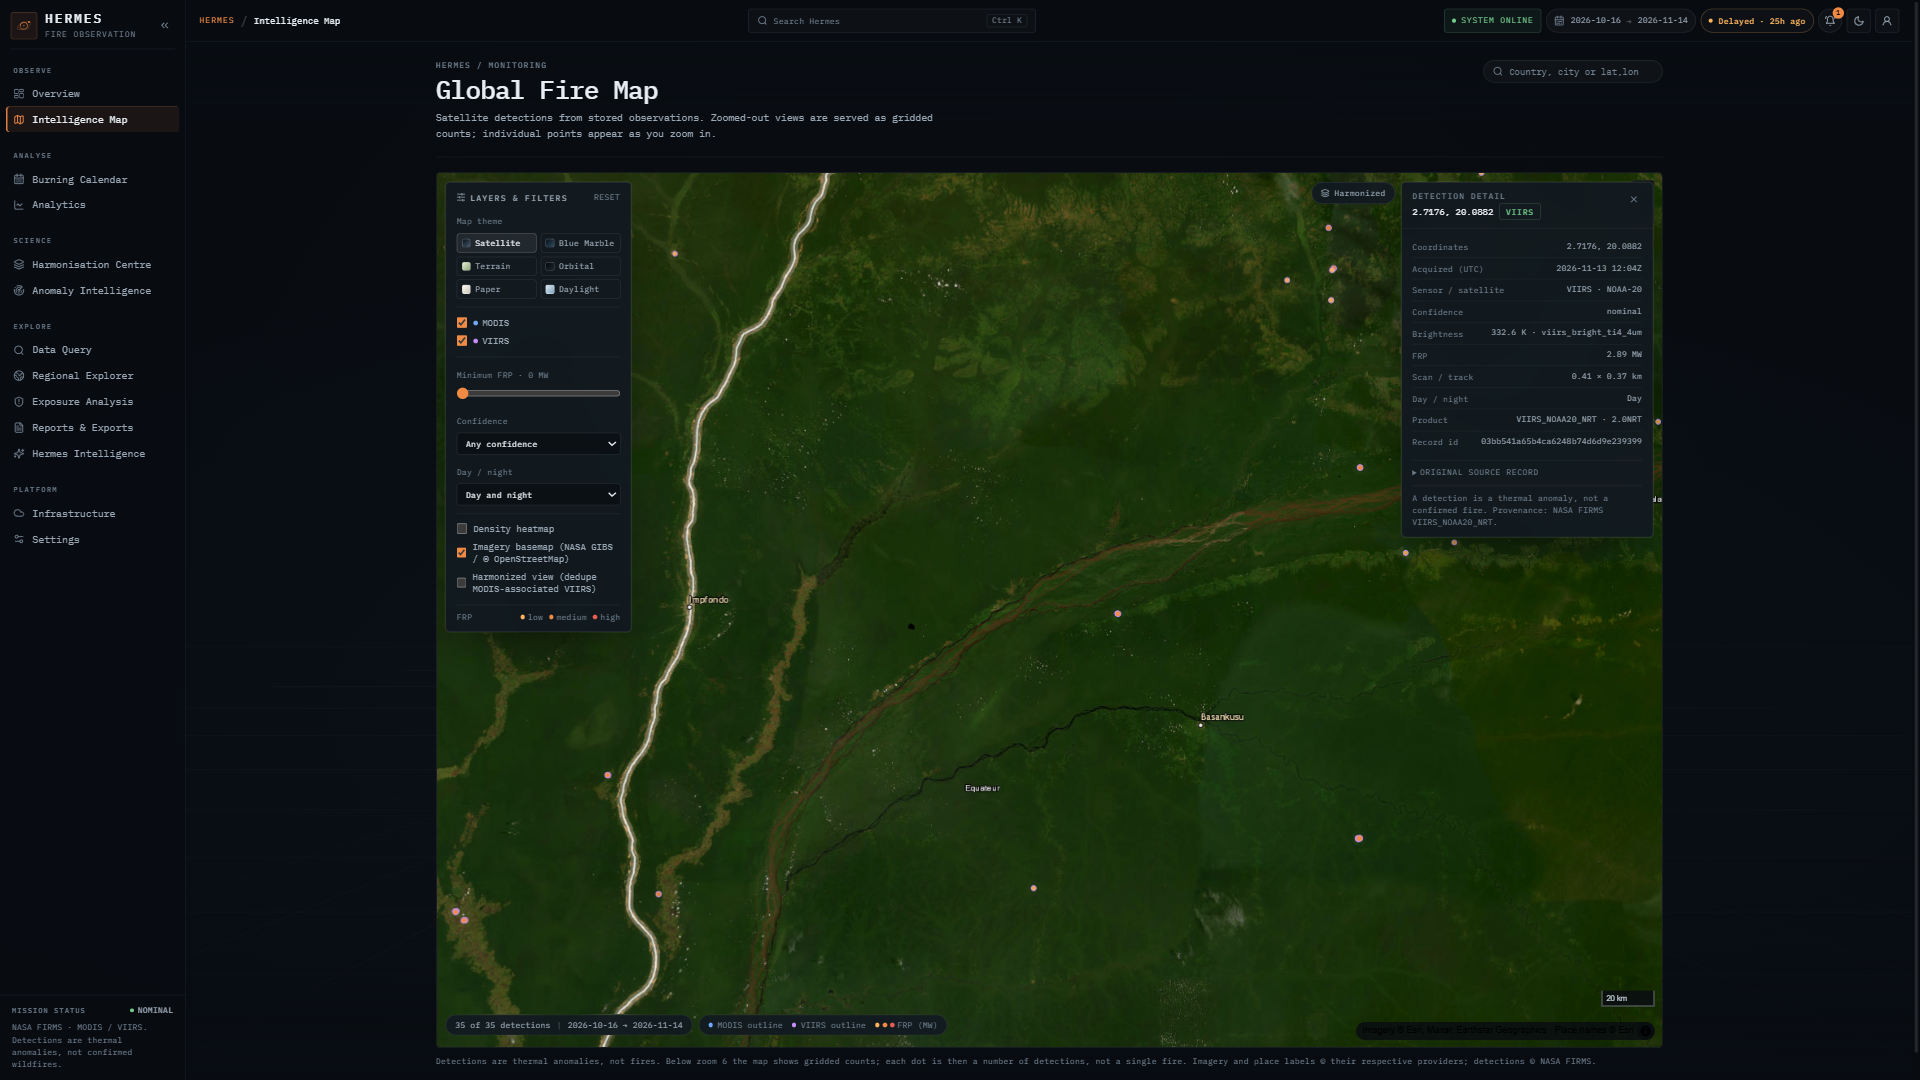 HERMES
FIRE OBSERVATION
«
OBSERVE
Overview
Intelligence Map
ANALYSE
Burning Calendar
Analytics
SCIENCE
Harmonisation Centre
Anomaly Intelligence
EXPLORE
Data Query
Regional Explorer
Exposure Analysis
Reports & Exports
Hermes Intelligence
PLATFORM
Infrastructure
Settings
MISSION STATUS
NOMINAL
NASA FIRMS · MODIS / VIIRS.
Detections are thermal
anomalies, not confirmed
wildfires.
HERMES / Intelligence Map
Search Hermes
Ctrl K
SYSTEM ONLINE
2026-10-16 → 2026-11-14
Delayed · 25h ago
1
HERMES / MONITORING
Global Fire Map
Satellite detections from stored observations. Zoomed-out views are served as gridded
counts; individual points appear as you zoom in.
Country, city or lat,lon
LAYERS & FILTERS
RESET
Map theme
Satellite
Blue Marble
Terrain
Orbital
Paper
Daylight
MODIS
VIIRS
Minimum FRP · 0 MW
Confidence
Any confidence
Day / night
Day and night
Density heatmap
Imagery basemap (NASA GIBS
/ © OpenStreetMap)
Harmonized view (dedupe
MODIS-associated VIIRS)
FRP
low
medium
high
Harmonized
DETECTION DETAIL
2.7176, 20.0882
VIIRS
Coordinates
2.7176, 20.0882
Acquired (UTC)
2026-11-13 12:04Z
Sensor / satellite
VIIRS · NOAA-20
Confidence
nominal
Brightness
332.6 K · viirs_bright_ti4_4um
FRP
2.89 MW
Scan / track
0.41 × 0.37 km
Day / night
Day
Product
VIIRS_NOAA20_NRT · 2.0NRT
Record id
03bb541a65b4ca6248b74d6d9e239399
ORIGINAL SOURCE RECORD
A detection is a thermal anomaly, not a
confirmed fire. Provenance: NASA FIRMS
VIIRS_NOAA20_NRT.
Impfondo
Basankusu
Equateur
20 km
35 of 35 detections | 2026-10-16 → 2026-11-14
MODIS outline
VIIRS outline
FRP (MW)
Imagery © Esri, Maxar, Earthstar Geographics · Place names © Esri
Detections are thermal anomalies, not fires. Below zoom 6 the map shows gridded counts; each dot is then a number of detections, not a single fire. Imagery and place labels © their respective providers; detections © NASA FIRMS.